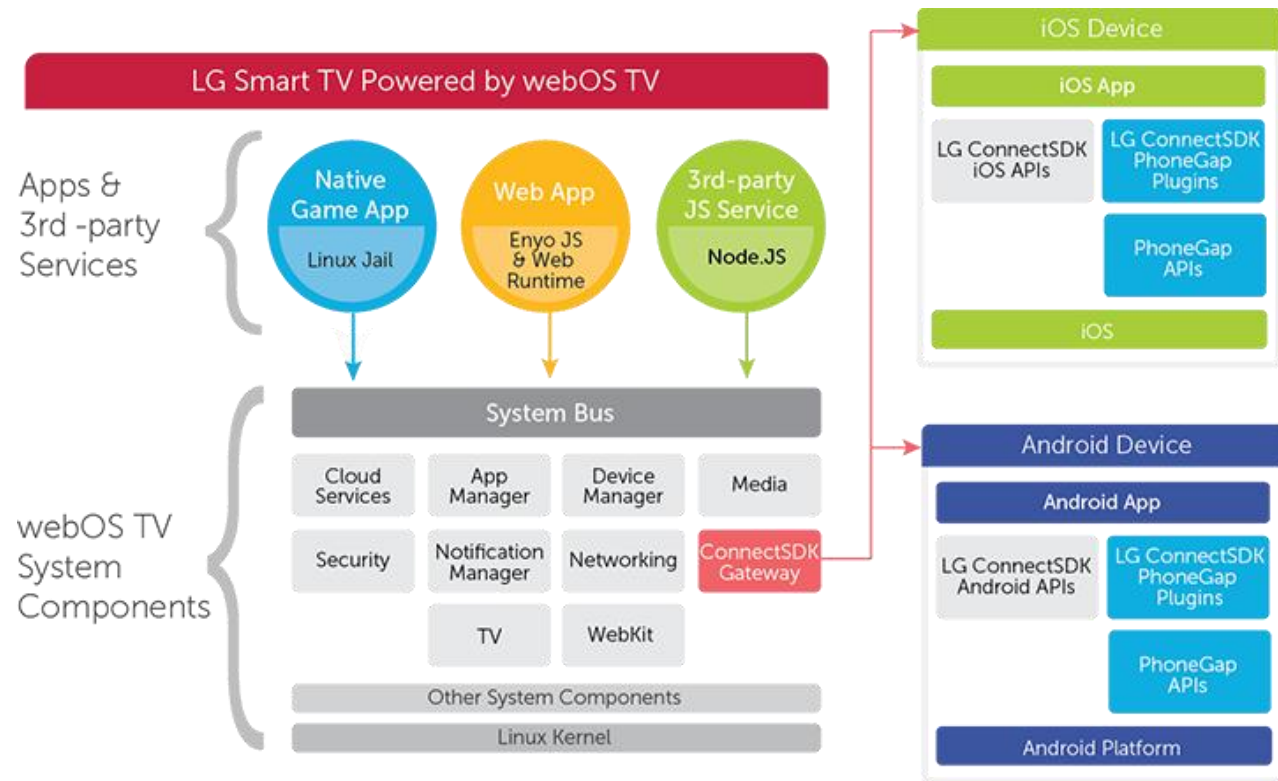 LG Smart TV Powered by webOS TV
Apps &
3rd -party
Services
Native
Game App
Linux Jail
Web App
Enyo JS
& Web
Runtime
3rd-party
JS Service
Node.JS
webOS TV
System
Components
System Bus
Cloud
Services
App
Manager
Device
Manager
Media
Security
Notification
Manager
Networking
ConnectSDK
Gateway
TV
WebKit
Other System Components
Linux Kernel
iOS Device
iOS App
LG ConnectSDK
iOS APIs
LG ConnectSDK
PhoneGap
Plugins
PhoneGap
APIs
iOS
Android Device
Android App
LG ConnectSDK
Android APIs
LG ConnectSDK
PhoneGap
Plugins
PhoneGap
APIs
Android Platform